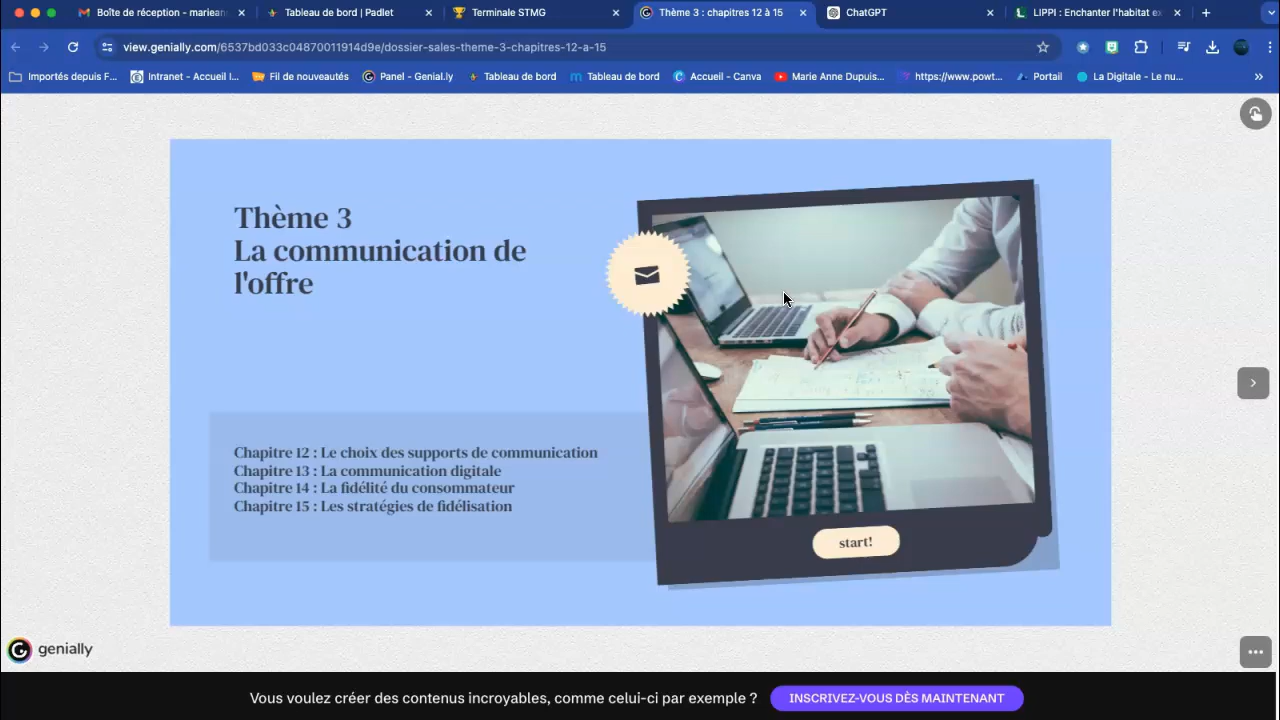 Boîte de réception - mariean
Tableau de bord | Padlet
Terminale STMG
Thème 3 : chapitres 12 à 15
ChatGPT
LIPPI : Enchanter l'habitat ex
view.genially.com/6537bd033c04870011914d9e/dossier-sales-theme-3-chapitres-12-a-15
Importés depuis F...
Intranet - Accueil I...
Fil de nouveautés
Panel - Genial.ly
Tableau de bord
Tableau de bord
Accueil - Canva
Marie Anne Dupuis...
https://www.powt...
Portail
La Digitale - Le nu...
Thème 3
La communication de
l'offre
Chapitre 12 : Le choix des supports de communication
Chapitre 13 : La communication digitale
Chapitre 14 : La fidélité du consommateur
Chapitre 15 : Les stratégies de fidélisation
start!
genially
Vous voulez créer des contenus incroyables, comme celui-ci par exemple ?
INSCRIVEZ-VOUS DÈS MAINTENANT